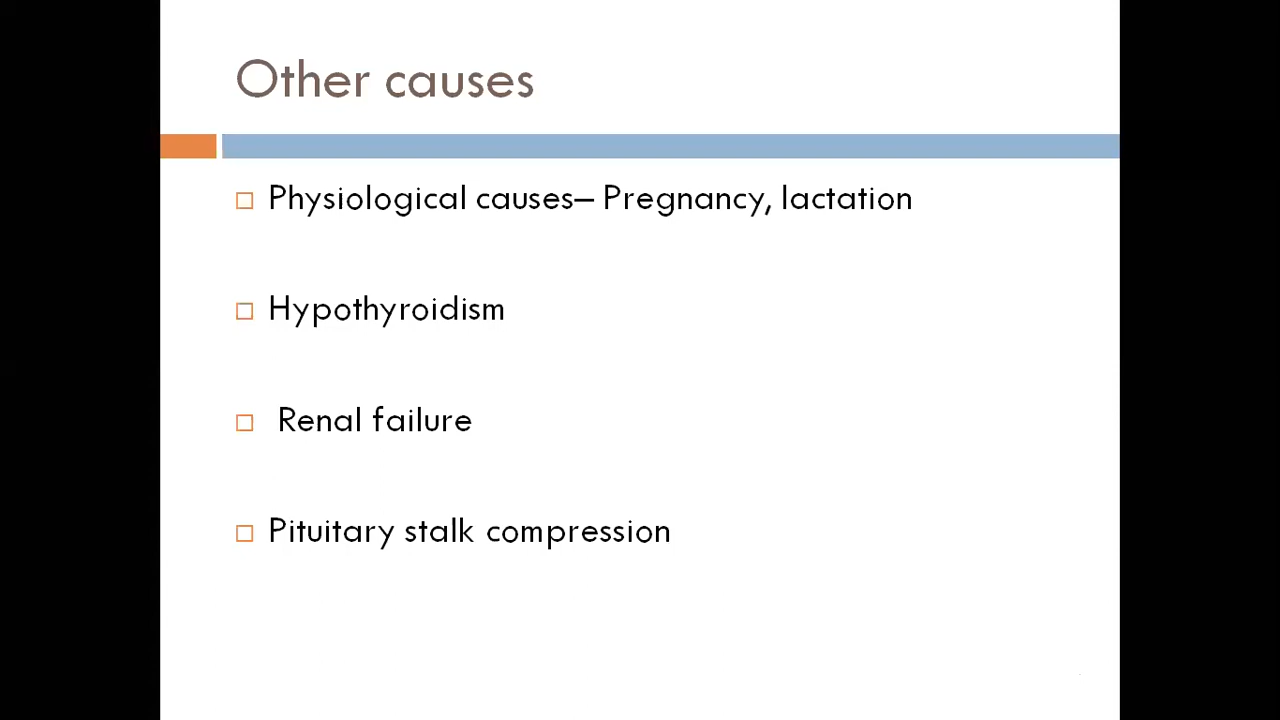 Other causes
Physiological causes– Pregnancy, lactation
Hypothyroidism
Renal failure
Pituitary stalk compression